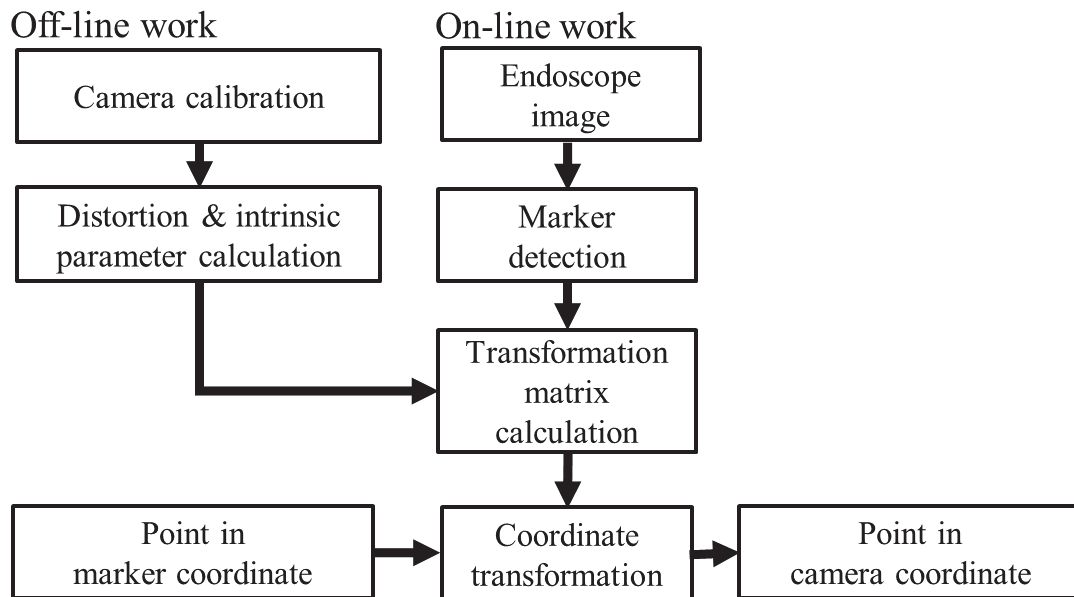 Off-line work
On-line work
Camera calibration
Endoscope
image
Distortion & intrinsic
parameter calculation
Marker
detection
Transformation
matrix
calculation
Point in
marker coordinate
Coordinate
transformation
Point in
camera coordinate